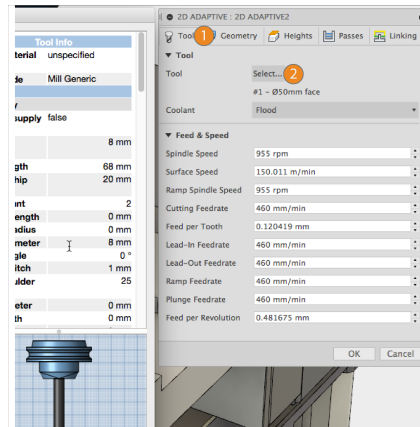 Tool Info
terial unspecified
de Mill Generic
y
supply false
8 mm
gth 68 mm
hip 20 mm
nt 2
ength 0 mm
adius 0 mm
meter 8 mm
gle 0 °
itch 1 mm
ulder 25
eter 0 mm
th 0 mm
2D ADAPTIVE : 2D ADAPTIVE2
Tool 1 Geometry Heights Passes Linking
▼ Tool
Tool Select... 2
#1 - Ø50mm face
Coolant Flood
▼ Feed & Speed
Spindle Speed 955 rpm
Surface Speed 150.011 m/min
Ramp Spindle Speed 955 rpm
Cutting Feedrate 460 mm/min
Feed per Tooth 0.120419 mm
Lead-In Feedrate 460 mm/min
Lead-Out Feedrate 460 mm/min
Ramp Feedrate 460 mm/min
Plunge Feedrate 460 mm/min
Feed per Revolution 0.481675 mm
OK Cancel